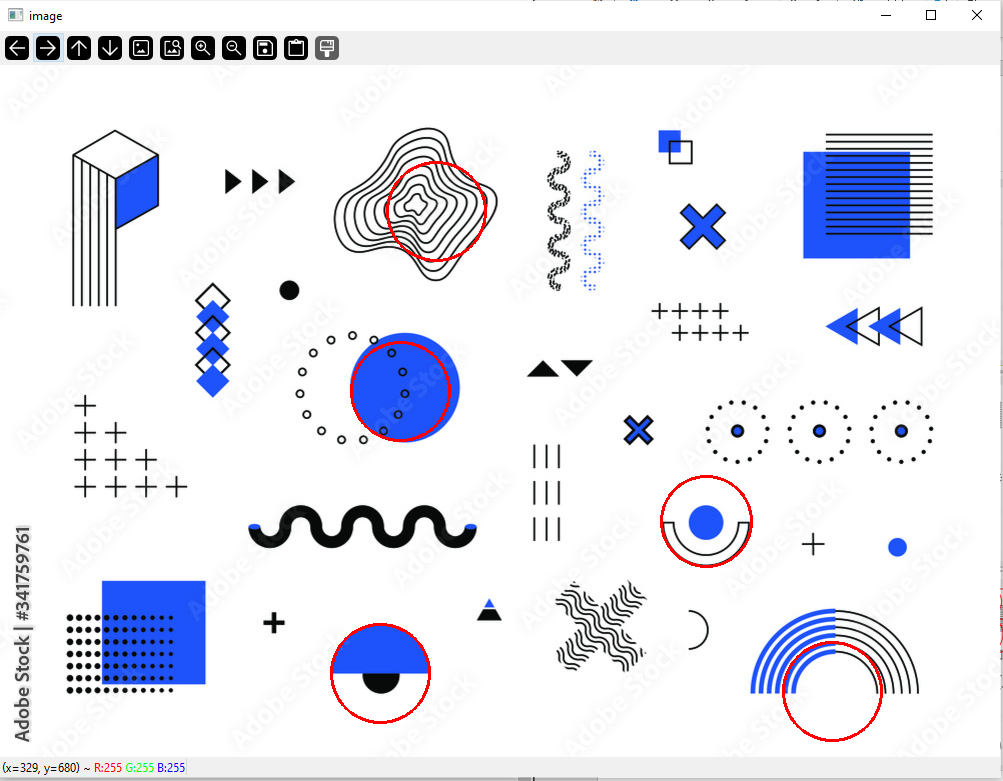 image
Adobe Stock | #341759761
(x=329, y=680) ~ R:255 G:255 B:255